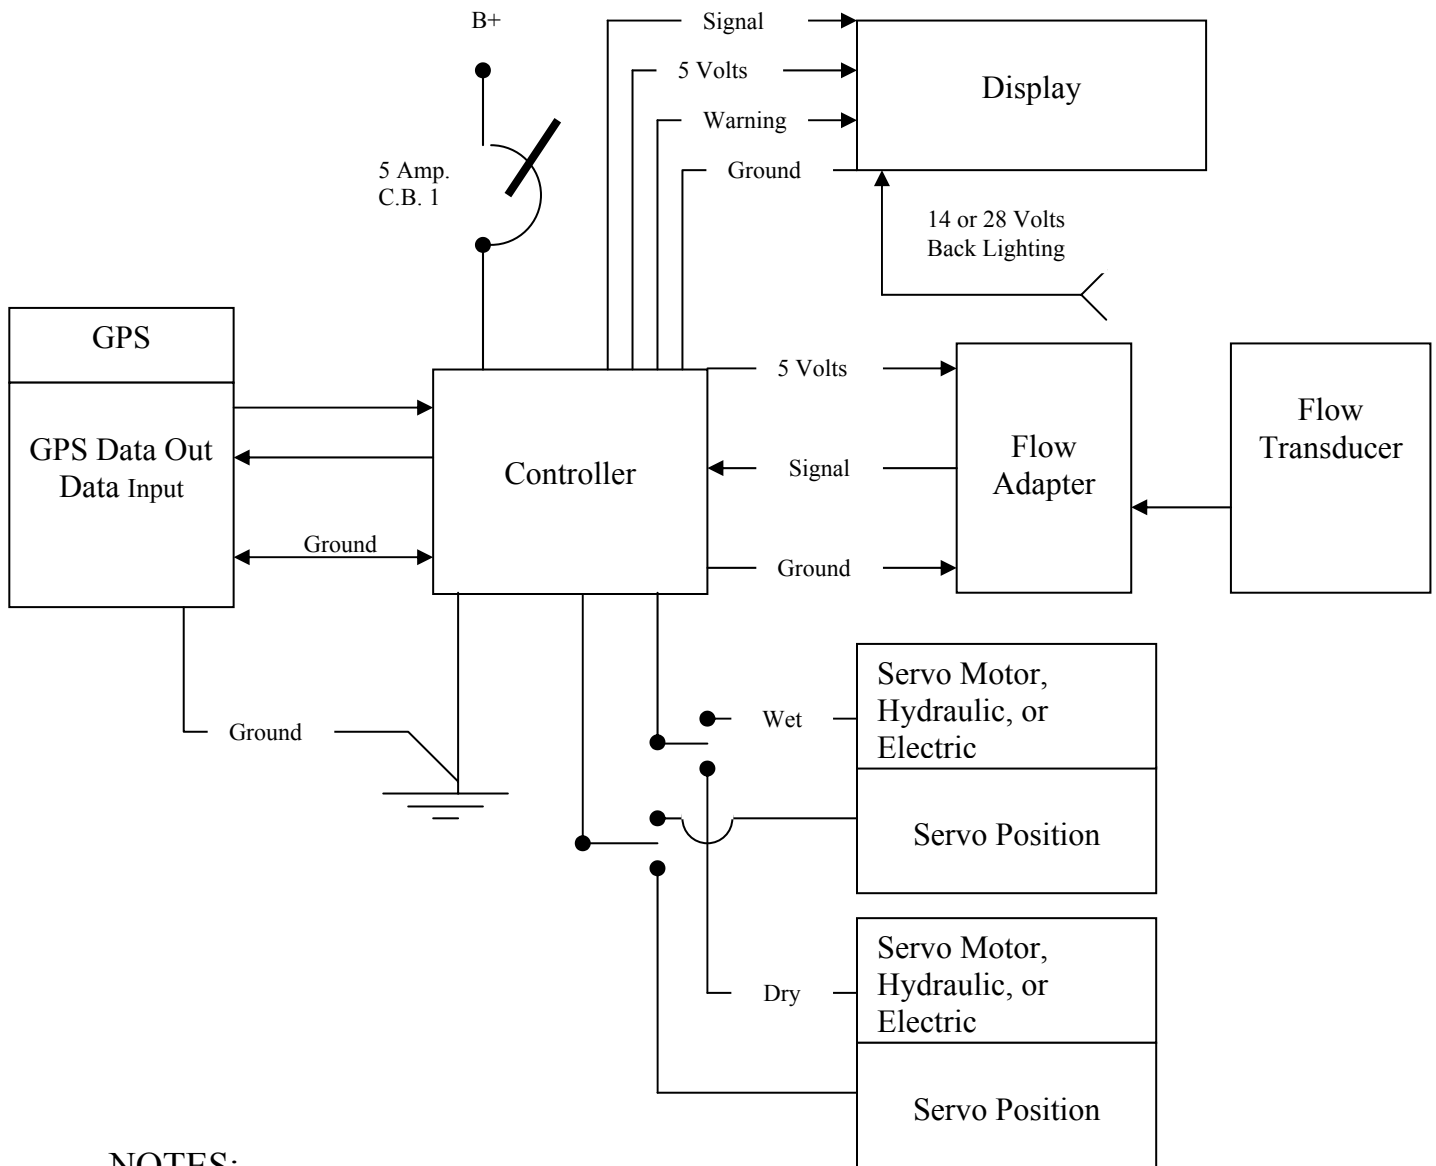 B+
Signal
5 Volts
Display
Warning
5 Amp.
C.B. 1
Ground
14 or 28 Volts
Back Lighting
GPS
5 Volts
GPS Data Out
Data Input
Controller
Signal
Flow
Adapter
Flow
Transducer
Ground
Ground
Ground
Wet
Servo Motor,
Hydraulic, or
Electric
Servo Position
Dry
Servo Motor,
Hydraulic, or
Electric
Servo Position
NOTES: